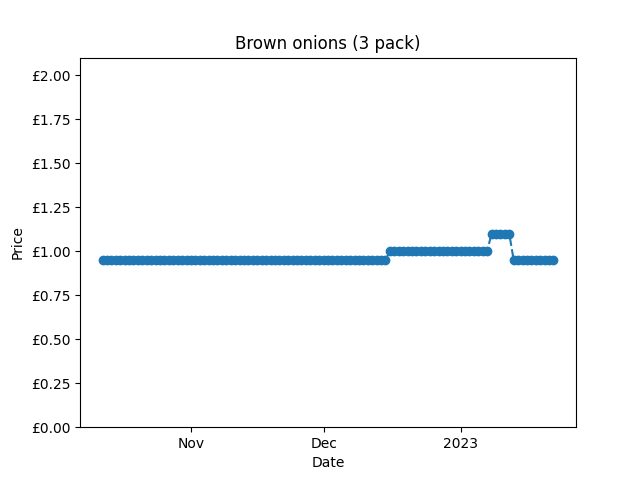 Brown onions (3 pack)
£2.00
£1.75
£1.50
£1.25
£1.00
£0.75
£0.50
£0.25
£0.00
Price
Nov Dec 2023
Date